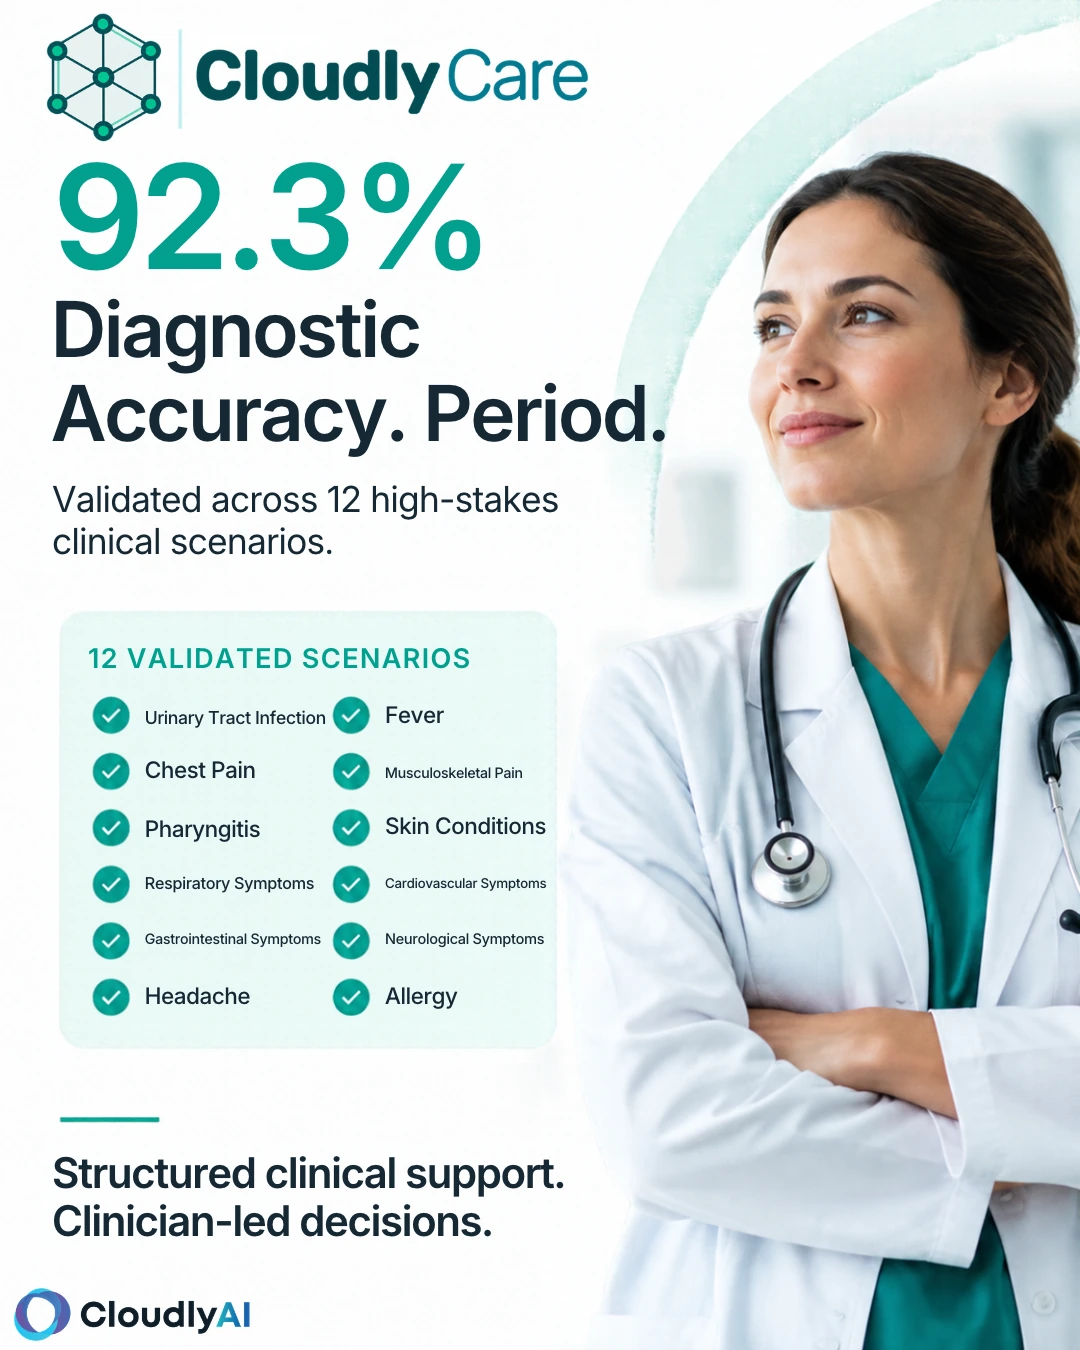 Cloudly Care
92.3%
Diagnostic
Accuracy. Period.
Validated across 12 high-stakes
clinical scenarios.
12 VALIDATED SCENARIOS
Urinary Tract Infection
Fever
Chest Pain
Musculoskeletal Pain
Pharyngitis
Skin Conditions
Respiratory Symptoms
Cardiovascular Symptoms
Gastrointestinal Symptoms
Neurological Symptoms
Headache
Allergy
Structured clinical support.
Clinician-led decisions.
CloudlyAI